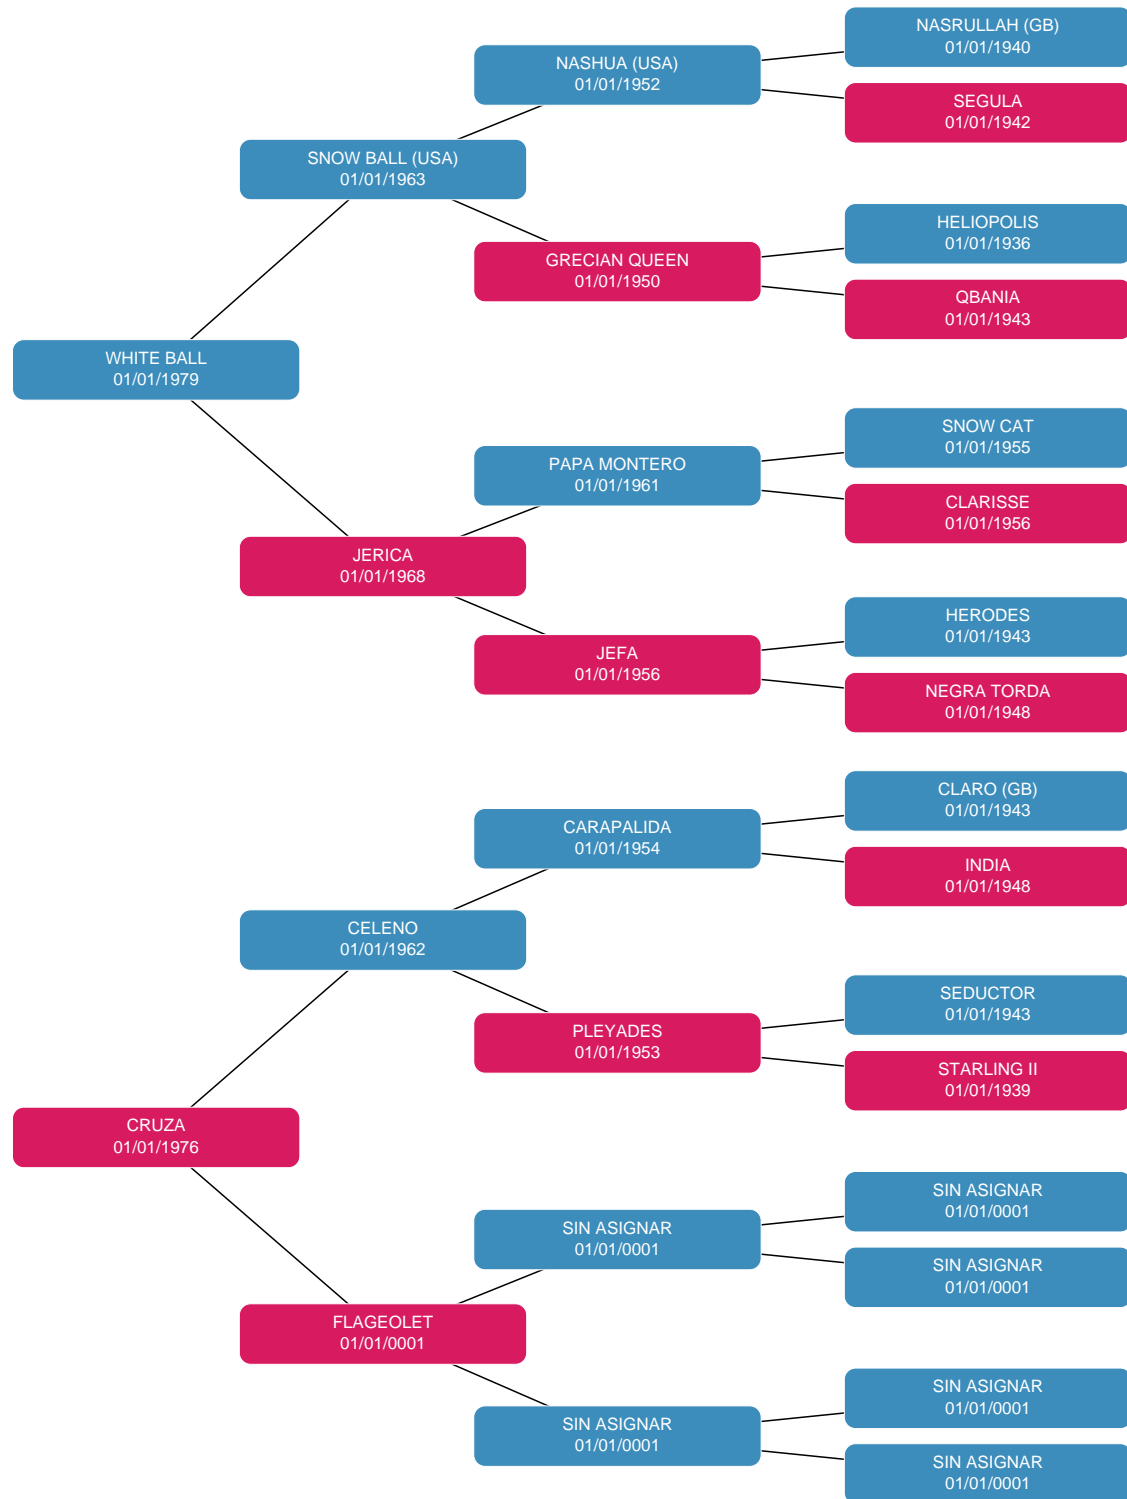 NASRULLAH (GB)
01/01/1940
NASHUA (USA)
01/01/1952
SEGULA
01/01/1942
SNOW BALL (USA)
01/01/1963
HELIOPOLIS
01/01/1936
GRECIAN QUEEN
01/01/1950
QBANIA
01/01/1943
WHITE BALL
01/01/1979
SNOW CAT
01/01/1955
PAPA MONTERO
01/01/1961
CLARISSE
01/01/1956
JERICA
01/01/1968
HERODES
01/01/1943
JEFA
01/01/1956
NEGRA TORDA
01/01/1948
CLARO (GB)
01/01/1943
CARAPALIDA
01/01/1954
INDIA
01/01/1948
CELENO
01/01/1962
SEDUCTOR
01/01/1943
PLEYADES
01/01/1953
STARLING II
01/01/1939
CRUZA
01/01/1976
SIN ASIGNAR
01/01/0001
SIN ASIGNAR
01/01/0001
SIN ASIGNAR
01/01/0001
FLAGEOLET
01/01/0001
SIN ASIGNAR
01/01/0001
SIN ASIGNAR
01/01/0001
SIN ASIGNAR
01/01/0001